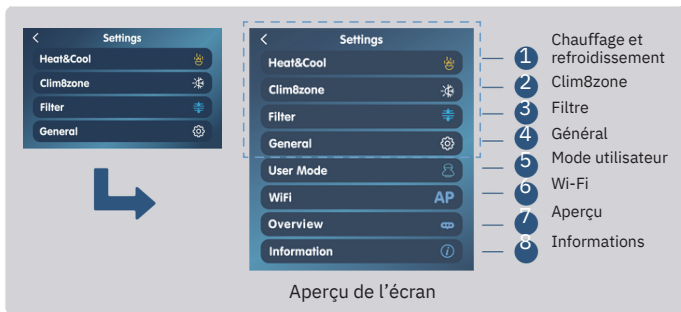 Settings
Heat&Cool
Clim8zone
Filter
General
Settings
Heat&Cool
Clim8zone
Filter
General
User Mode
WiFi AP
Overview
Information
1 Chauffage et
refroidissement
2 Clim8zone
3 Filtre
4 Général
5 Mode utilisateur
6 Wi-Fi
7 Aperçu
8 Informations
Aperçu de l’écran